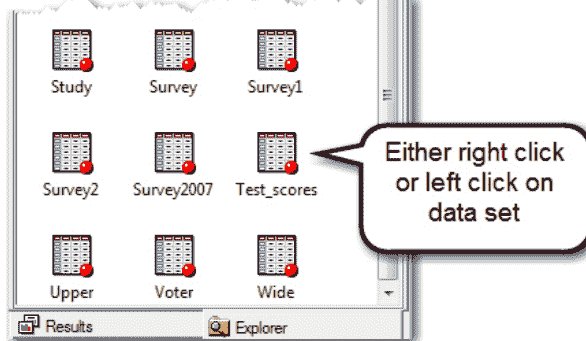 Study Survey Survey1
Survey2 Survey2007 Test_scores
Either right click
or left click on
data set
Upper Voter Wide
Results Explorer